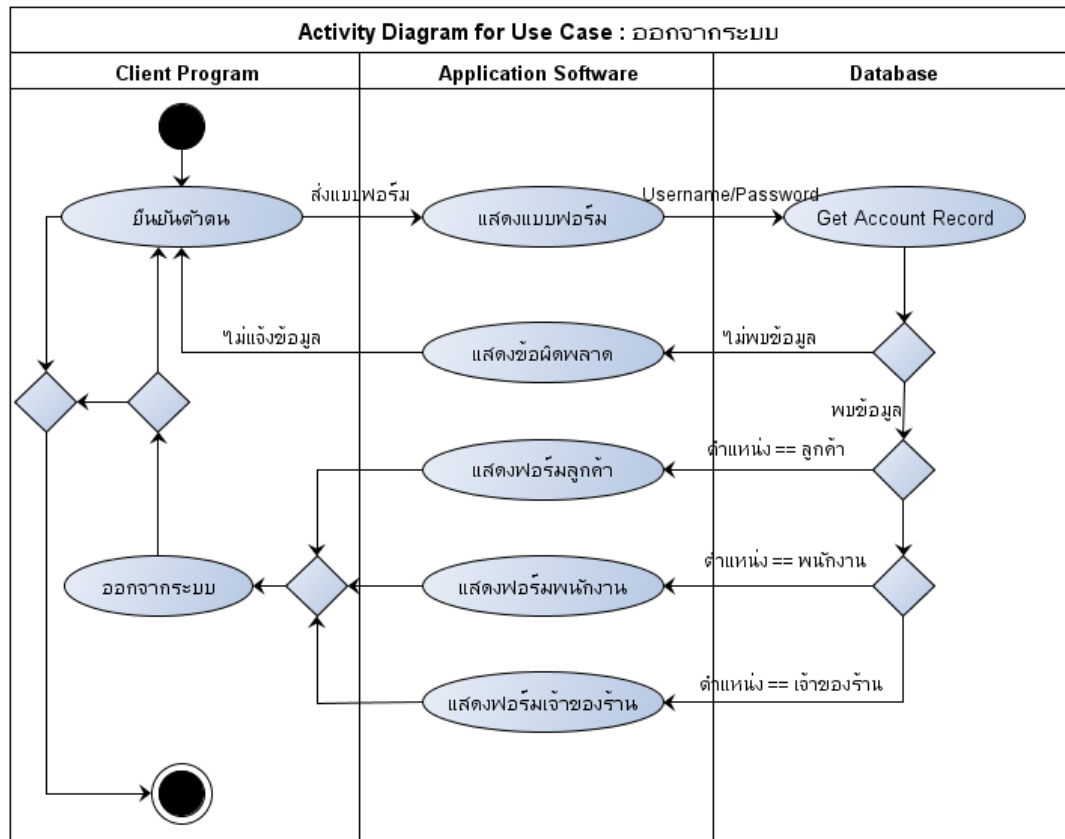 Activity Diagram for Use Case : ออกจากระบบ
Client Program
Application Software
Database
ส่งแบบฟอร์ม
Username/Password
ยืนยันตัวตน
แสดงแบบฟอร์ม
Get Account Record
ไม่แจ้งข้อมูล
แสดงข้อผิดพลาด
ไม่พบข้อมูล
พบข้อมูล
ตำแหน่ง == ลูกค้า
แสดงฟอร์มลูกค้า
ตำแหน่ง == พนักงาน
ออกจากระบบ
แสดงฟอร์มพนักงาน
ตำแหน่ง == เจ้าของร้าน
แสดงฟอร์มเจ้าของร้าน